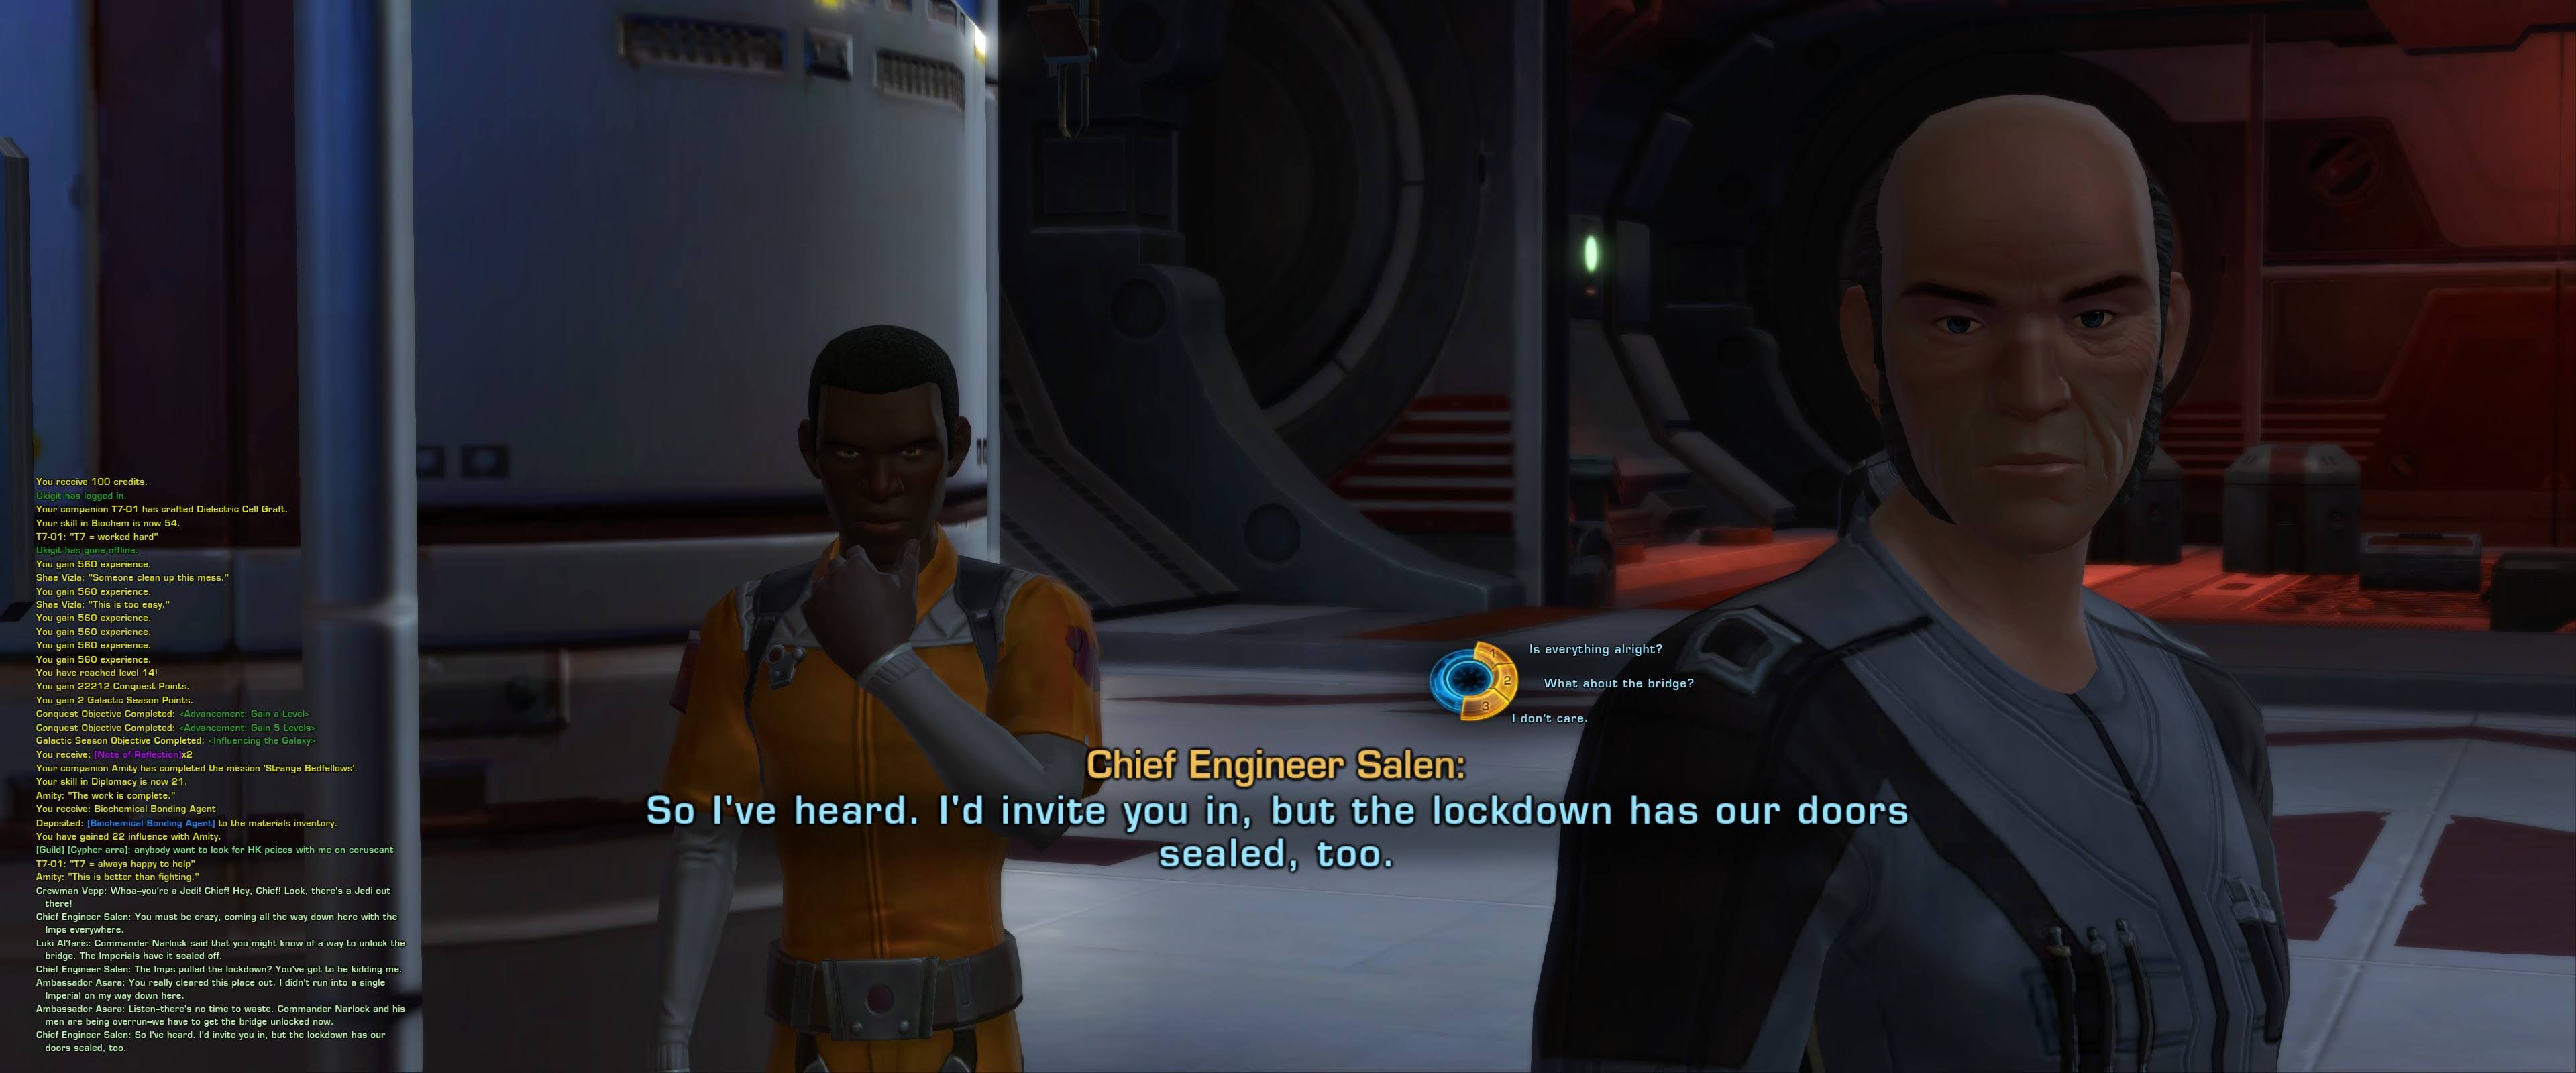 You receive 100 credits.
Ukigit has logged in.
Your companion T7-01 has crafted Dielectric Cell Graft.
Your skill in Biochem is now 54.
T7-01: "T7 = worked hard"
Ukigit has gone offline.
You gain 560 experience.
Shae Vizla: "Someone clean up this mess."
You gain 560 experience.
Shae Vizla: "This is too easy."
You gain 560 experience.
You gain 560 experience.
You gain 560 experience.
You gain 560 experience.
You have reached level 14!
You gain 22212 Conquest Points.
You gain 2 Galactic Season Points.
Conquest Objective Completed: <Advancement: Gain a Level>
Conquest Objective Completed: <Advancement: Gain 5 Levels>
Galactic Season Objective Completed: <Influencing the Galaxy>
You receive: [Note of Reflection]x2
Your companion Amity has completed the mission 'Strange Bedfellows'.
Your skill in Diplomacy is now 21.
Amity: "The work is complete."
You receive: Biochemical Bonding Agent
Deposited: [Biochemical Bonding Agent] to the materials inventory.
You have gained 22 influence with Amity.
[Guild] [Cypher arra]: anybody want to look for HK peices with me on coruscant
T7-01: "T7 = always happy to help"
Amity: "This is better than fighting."
Crewman Vepp: Whoa–you're a Jedi! Chief! Hey, Chief! Look, there's a Jedi out
there!
Chief Engineer Salen: You must be crazy, coming all the way down here with the
Imps everywhere.
Luki Al'faris: Commander Narlock said that you might know of a way to unlock the
bridge. The Imperials have it sealed off.
Chief Engineer Salen: The Imps pulled the lockdown? You've got to be kidding me.
Ambassador Asara: You really cleared this place out. I didn't run into a single
Imperial on my way down here.
Ambassador Asara: Listen–there's no time to waste. Commander Narlock and his
men are being overrun–we have to get the bridge unlocked now.
Chief Engineer Salen: So I've heard. I'd invite you in, but the lockdown has our
doors sealed, too.
1 Is everything alright?
2 What about the bridge?
3 I don't care.
Chief Engineer Salen:
So I've heard. I'd invite you in, but the lockdown has our doors
sealed, too.